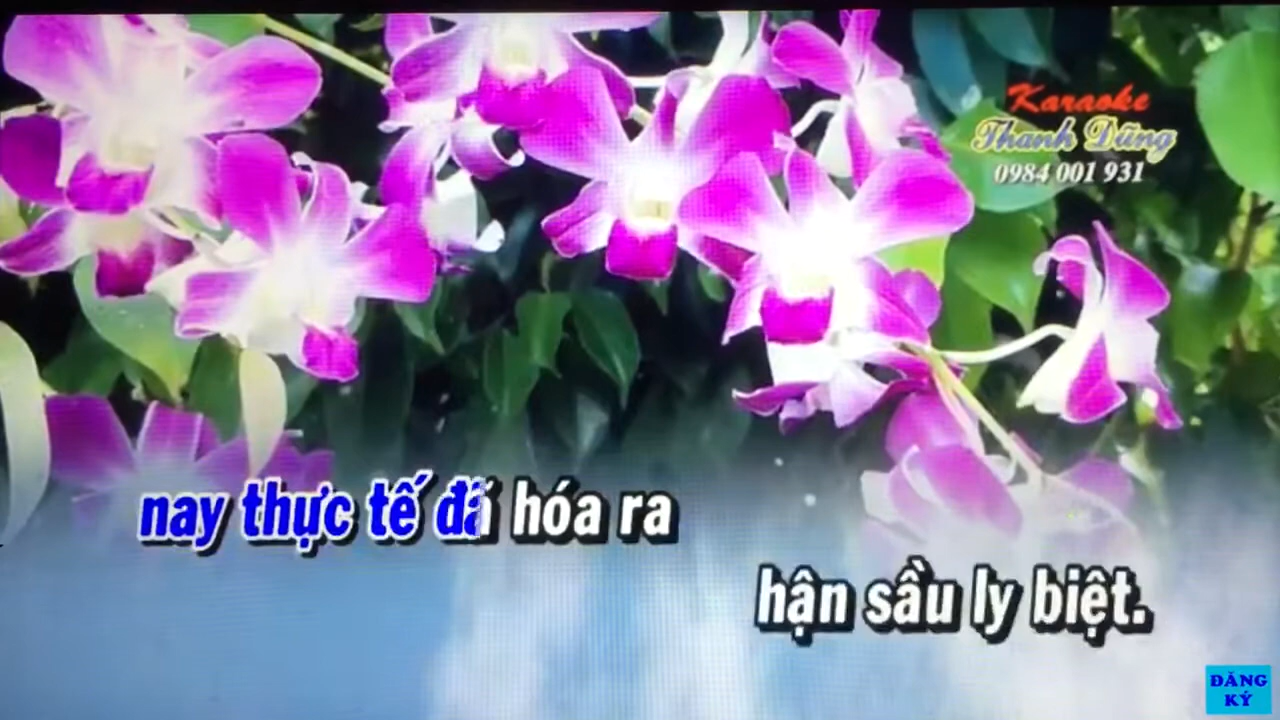 Karaoke
Thanh Dũng
0984 001 931
nay thực tế đã hóa ra
hận sầu ly biệt.
ĐĂNG
KÝ